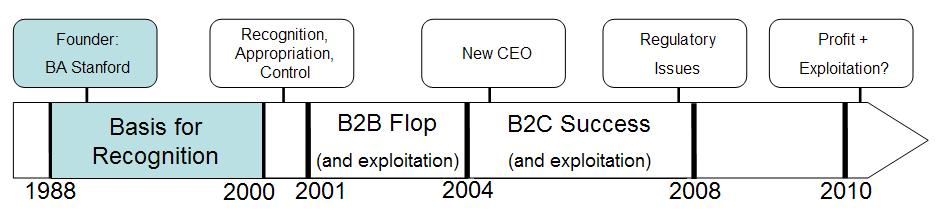 Founder:
BA Stanford
Recognition,
Appropriation,
Control
New CEO
Regulatory
Issues
Profit +
Exploitation?
Basis for
Recognition
B2B Flop
(and exploitation)
B2C Success
(and exploitation)
1988
2000
2001
2004
2008
2010